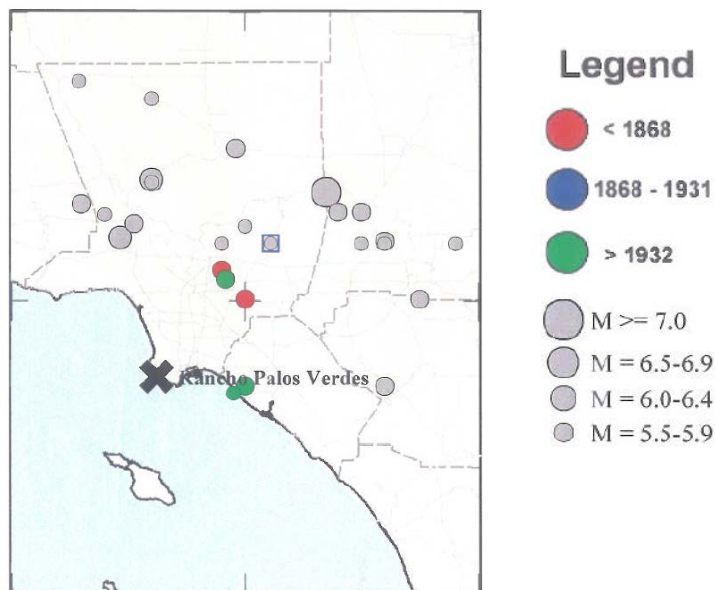 Legend
< 1868
1868 - 1931
> 1932
M >= 7.0
M = 6.5-6.9
M = 6.0-6.4
M = 5.5-5.9
Rancho Palos Verdes